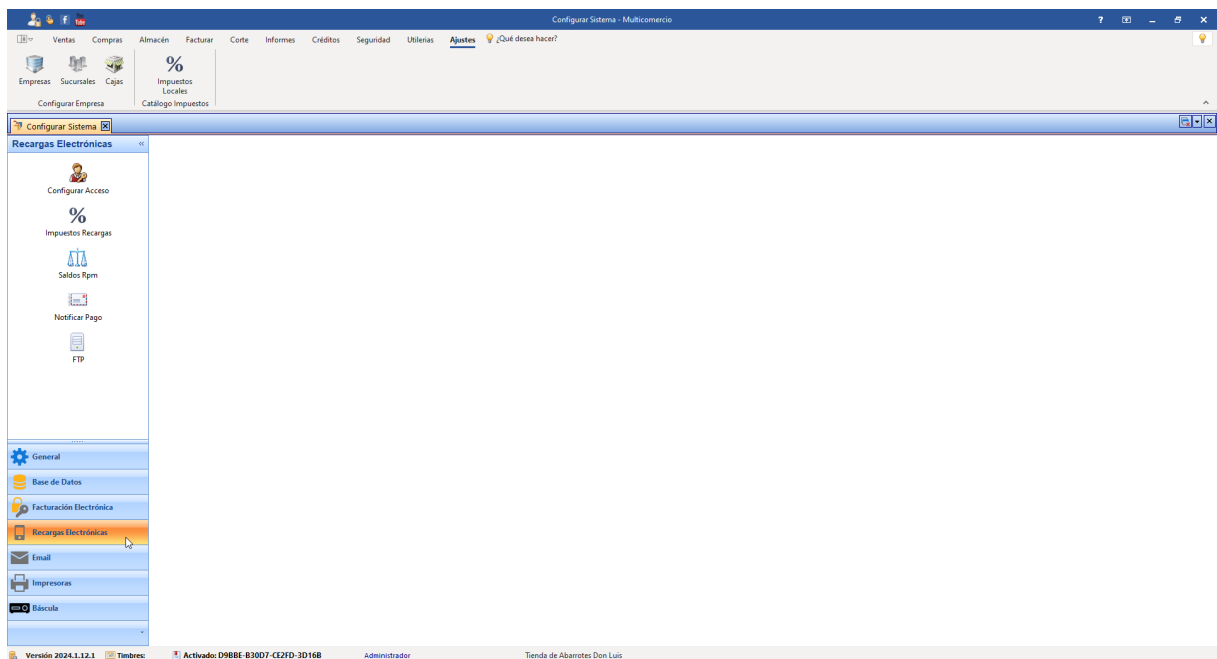 Configurar Sistema - Multicomercio
Ventas Compras Almacén Facturar Corte Informes Créditos Seguridad Utilerias Ajustes ¿Qué desea hacer?
Empresas Sucursales Cajas
Impuestos
Locales
Configurar Empresa Catálogo Impuestos
Configurar Sistema
Recargas Electrónicas
Configurar Acceso
%
Impuestos Recargas
Saldos Rpm
Notificar Pago
FTP
General
Base de Datos
Facturación Electrónica
Recargas Electrónicas
Email
Impresoras
Báscula
Versión 2024.1.12.1 Timbres: Activado: D9BBE-B30D7-CE2FD-3D16B Administrador Tienda de Abarrotes Don Luis